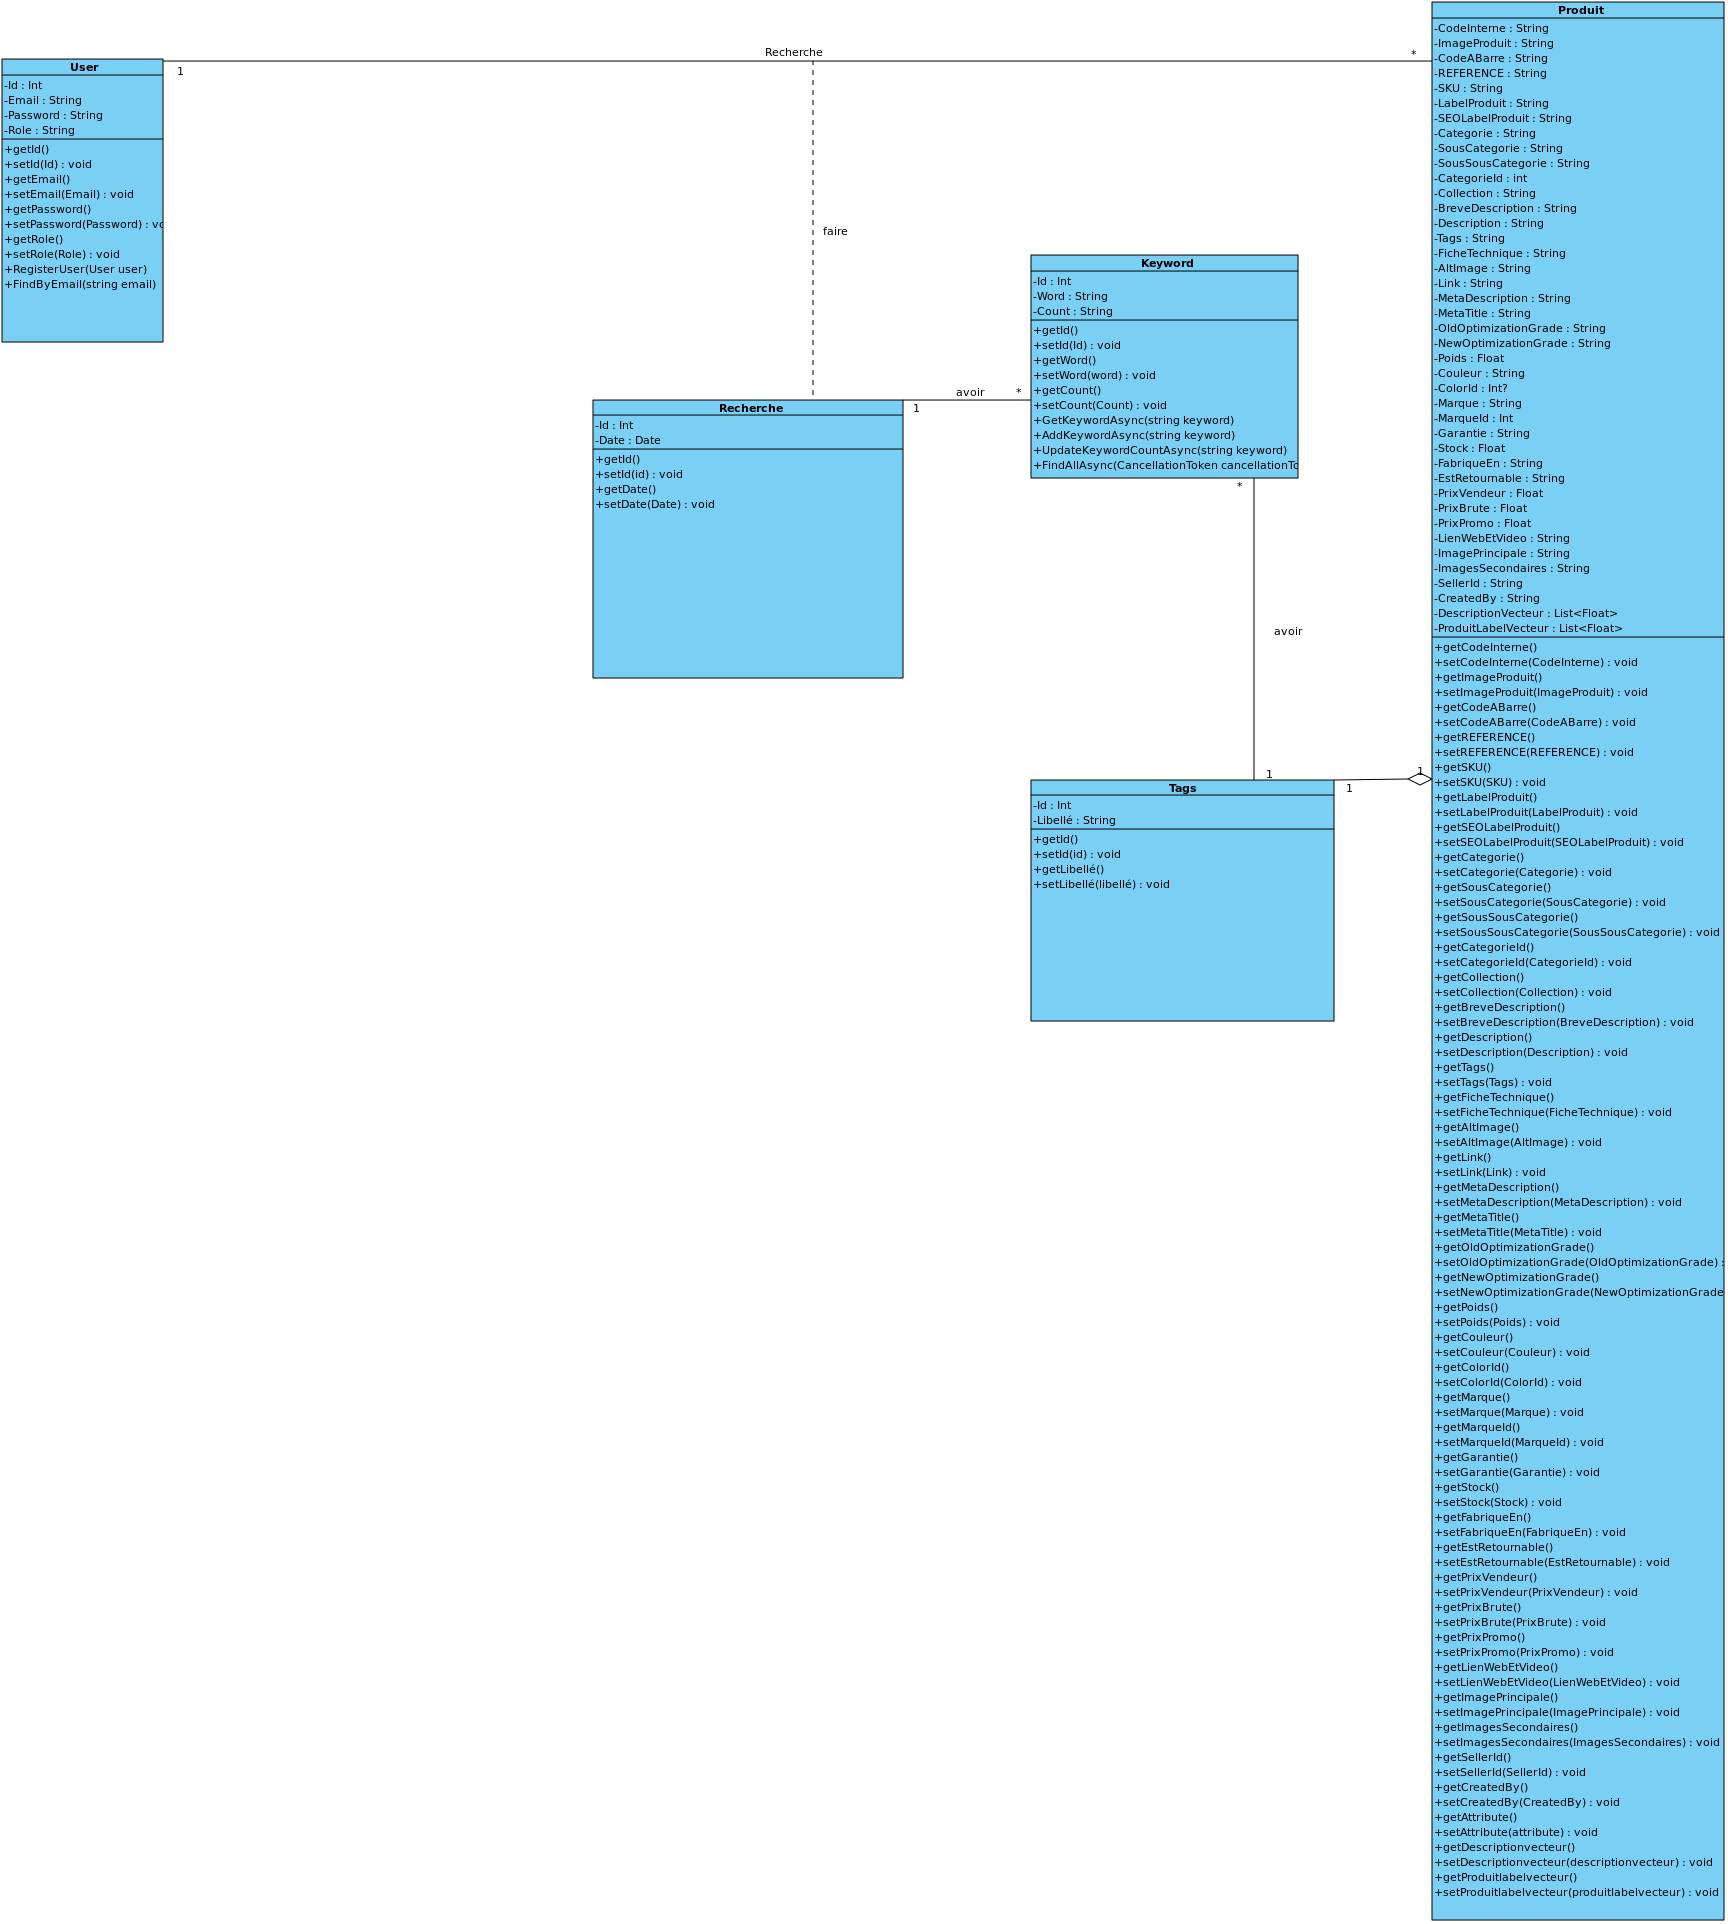 User
-Id : Int
-Email : String
-Password : String
-Role : String
+getId()
+setId(Id) : void
+getEmail()
+setEmail(Email) : void
+getPassword()
+setPassword(Password) : vo
+getRole()
+setRole(Role) : void
+RegisterUser(User user)
+FindByEmail(string email)
1
Recherche
*
faire
Recherche
-Id : Int
-Date : Date
+getId()
+setId(id) : void
+getDate()
+setDate(Date) : void
1
avoir
*
Keyword
-Id : Int
-Word : String
-Count : String
+getId()
+setId(Id) : void
+getWord()
+setWord(word) : void
+getCount()
+setCount(Count) : void
+GetKeywordAsync(string keyword)
+AddKeywordAsync(string keyword)
+UpdateKeywordCountAsync(string keyword)
+FindAllAsync(CancellationToken cancellationTo
*
avoir
1
Tags
-Id : Int
-Libellé : String
+getId()
+setId(id) : void
+getLibellé()
+setLibellé(libellé) : void
1
1
Produit
-CodeInterne : String
-ImageProduit : String
-CodeABarre : String
-REFERENCE : String
-SKU : String
-LabelProduit : String
-SEOLabelProduit : String
-Categorie : String
-SousCategorie : String
-SousSousCategorie : String
-CategorieId : int
-Collection : String
-BreveDescription : String
-Description : String
-Tags : String
-FicheTechnique : String
-AltImage : String
-Link : String
-MetaDescription : String
-MetaTitle : String
-OldOptimizationGrade : String
-NewOptimizationGrade : String
-Poids : Float
-Couleur : String
-ColorId : Int?
-Marque : String
-MarqueId : Int
-Garantie : String
-Stock : Float
-FabriqueEn : String
-EstRetournable : String
-PrixVendeur : Float
-PrixBrute : Float
-PrixPromo : Float
-LienWebEtVideo : String
-ImagePrincipale : String
-ImagesSecondaires : String
-SellerId : String
-CreatedBy : String
-DescriptionVecteur : List<Float>
-ProduitLabelVecteur : List<Float>
+getCodeInterne()
+setCodeInterne(CodeInterne) : void
+getImageProduit()
+setImageProduit(ImageProduit) : void
+getCodeABarre()
+setCodeABarre(CodeABarre) : void
+getREFERENCE()
+setREFERENCE(REFERENCE) : void
+getSKU()
+setSKU(SKU) : void
+getLabelProduit()
+setLabelProduit(LabelProduit) : void
+getSEOLabelProduit()
+setSEOLabelProduit(SEOLabelProduit) : void
+getCategorie()
+setCategorie(Categorie) : void
+getSousCategorie()
+setSousCategorie(SousCategorie) : void
+getSousSousCategorie()
+setSousSousCategorie(SousSousCategorie) : void
+getCategorieId()
+setCategorieId(CategorieId) : void
+getCollection()
+setCollection(Collection) : void
+getBreveDescription()
+setBreveDescription(BreveDescription) : void
+getDescription()
+setDescription(Description) : void
+getTags()
+setTags(Tags) : void
+getFicheTechnique()
+setFicheTechnique(FicheTechnique) : void
+getAltImage()
+setAltImage(AltImage) : void
+getLink()
+setLink(Link) : void
+getMetaDescription()
+setMetaDescription(MetaDescription) : void
+getMetaTitle()
+setMetaTitle(MetaTitle) : void
+getOldOptimizationGrade()
+setOldOptimizationGrade(OldOptimizationGrade) :
+getNewOptimizationGrade()
+setNewOptimizationGrade(NewOptimizationGrade
+getPoids()
+setPoids(Poids) : void
+getCouleur()
+setCouleur(Couleur) : void
+getColorId()
+setColorId(ColorId) : void
+getMarque()
+setMarque(Marque) : void
+getMarqueId()
+setMarqueId(MarqueId) : void
+getGarantie()
+setGarantie(Garantie) : void
+getStock()
+setStock(Stock) : void
+getFabriqueEn()
+setFabriqueEn(FabriqueEn) : void
+getEstRetournable()
+setEstRetournable(EstRetournable) : void
+getPrixVendeur()
+setPrixVendeur(PrixVendeur) : void
+getPrixBrute()
+setPrixBrute(PrixBrute) : void
+getPrixPromo()
+setPrixPromo(PrixPromo) : void
+getLienWebEtVideo()
+setLienWebEtVideo(LienWebEtVideo) : void
+getImagePrincipale()
+setImagePrincipale(ImagePrincipale) : void
+getImagesSecondaires()
+setImagesSecondaires(ImagesSecondaires) : void
+getSellerId()
+setSellerId(SellerId) : void
+getCreatedBy()
+setCreatedBy(CreatedBy) : void
+getAttribute()
+setAttribute(attribute) : void
+getDescriptionvecteur()
+setDescriptionvecteur(descriptionvecteur) : void
+getProduitlabelvecteur()
+setProduitlabelvecteur(produitlabelvecteur) : void